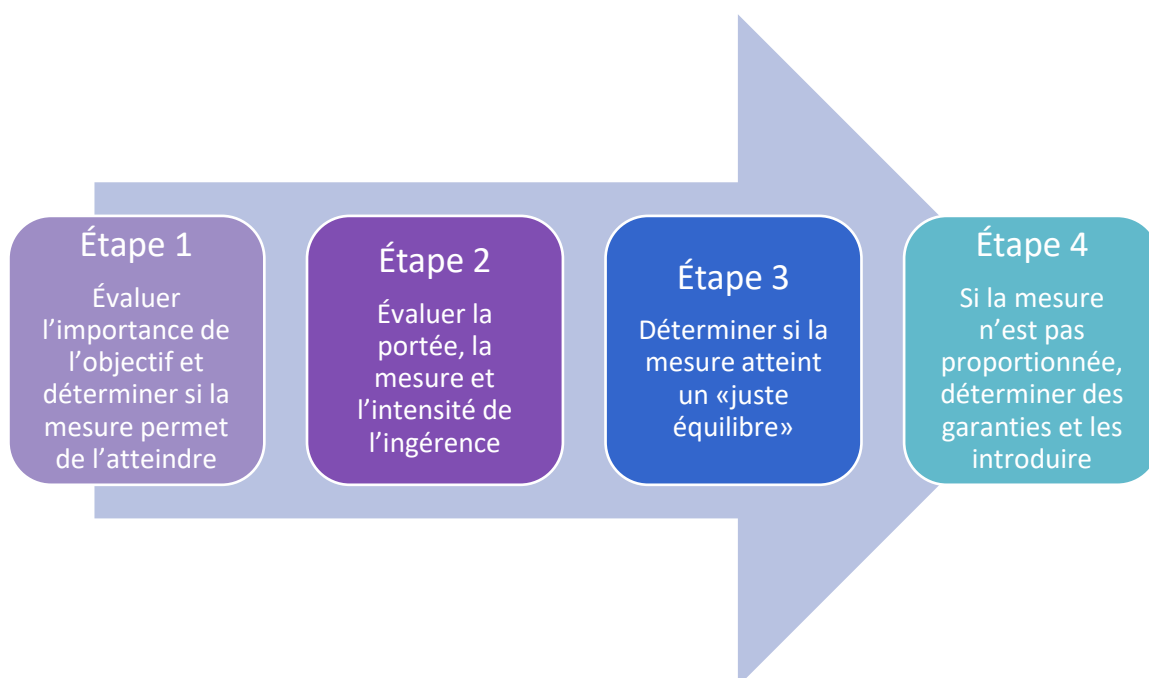 Étape 1
Évaluer
l’importance de
l’objectif et
déterminer si la
mesure permet
de l’atteindre
Étape 2
Évaluer la
portée, la
mesure et
l’intensité de
l’ingérence
Étape 3
Déterminer si la
mesure atteint
un «juste
équilibre»
Étape 4
Si la mesure
n’est pas
proportionnée,
déterminer des
garanties et les
introduire